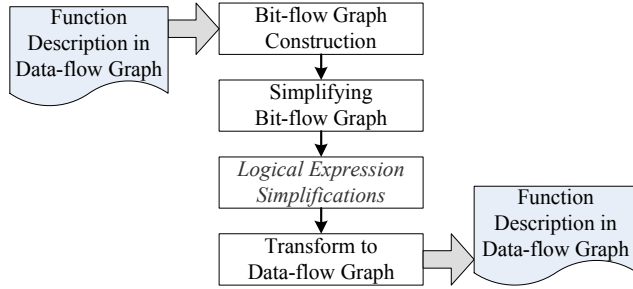 Function
Description in
Data-flow Graph
Bit-flow Graph
Construction
Simplifying
Bit-flow Graph
Logical Expression
Simplifications
Transform to
Data-flow Graph
Function
Description in
Data-flow Graph